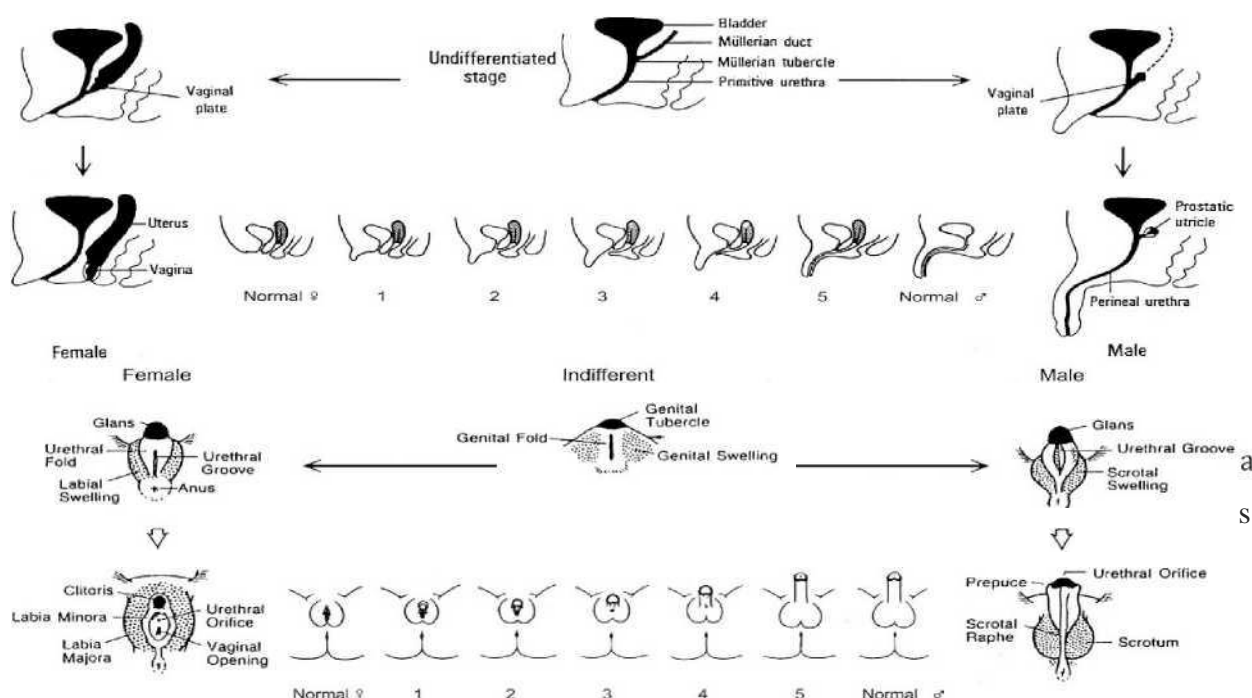 Bladder
Müllerian duct
Müllerian tubercle
Primitive urethra
Undifferentiated
stage
Vaginal
plate
Vaginal
plate
Uterus
Vagina
Prostatic
utricle
Perineal urethra
Normal ♀ 1 2 3 4 5 Normal ♂
Female
Male
Female
Indifferent
Male
Glans
Urethral
Fold
Urethral
Groove
Labial
Swelling
Anus
Genital
Tubercle
Genital Fold
Genital Swelling
Glans
Urethral Groove
Scrotal
Swelling
a
s
Clitoris
Labia Minora
Labia
Majora
Urethral
Orifice
Vaginal
Opening
Prepuce
Urethral Orifice
Scrotal
Raphe
Scrotum
Normal ♀ 1 2 3 4 5 Normal ♂